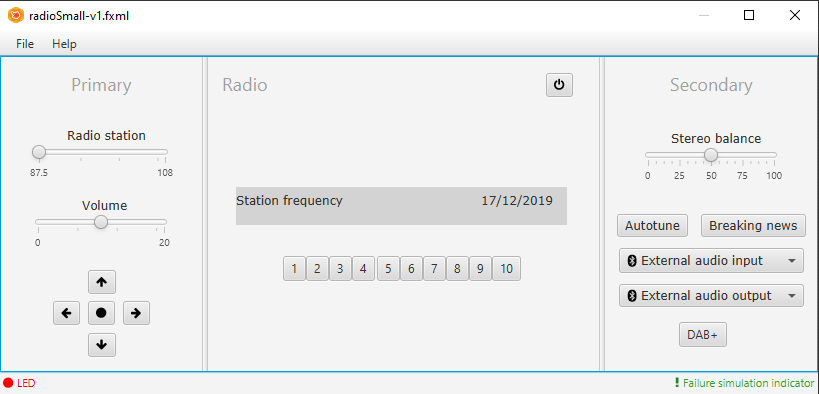 radioSmall-v1.fxml
File Help
Primary
Radio station
87.5 108
Volume
0 20
Radio
Station frequency 17/12/2019
1 2 3 4 5 6 7 8 9 10
Secondary
Stereo balance
0 25 50 75 100
Autotune Breaking news
External audio input
External audio output
DAB+
LED
Failure simulation indicator